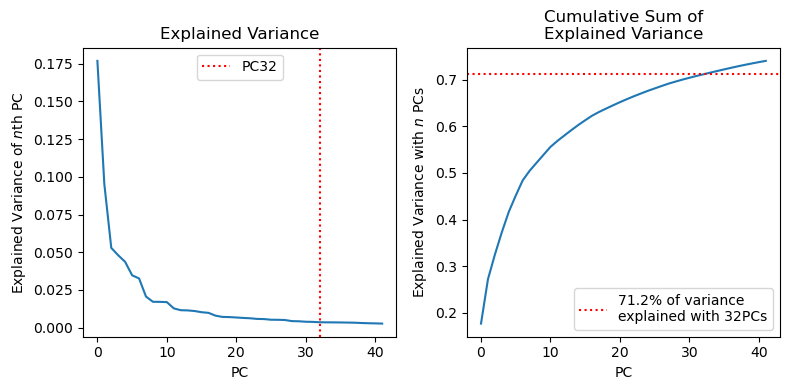 Explained Variance
Explained Variance of nth PC
0.175
0.150
0.125
0.100
0.075
0.050
0.025
0.000
PC32
0
10
20
30
40
PC
Cumulative Sum of
Explained Variance
Explained Variance with n PCs
0.7
0.6
0.5
0.4
0.3
0.2
71.2% of variance
explained with 32PCs
0
10
20
30
40
PC